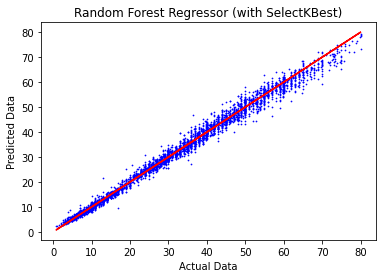 Random Forest Regressor (with SelectKBest)
80
70
60
50
40
30
20
10
0
Predicted Data
0 10 20 30 40 50 60 70 80
Actual Data